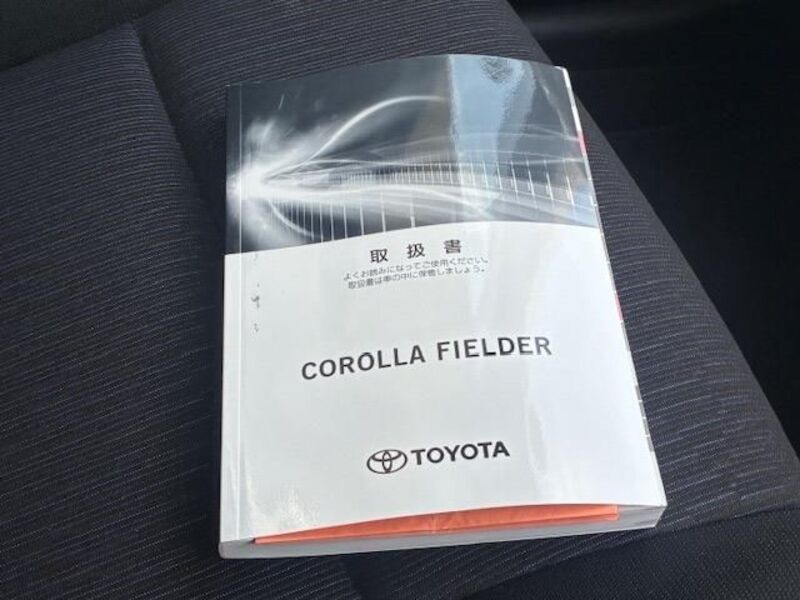 取扱書
よくお読みになってご使用ください。
取扱書は車の中に保管しましょう。
COROLLA FIELDER
TOYOTA